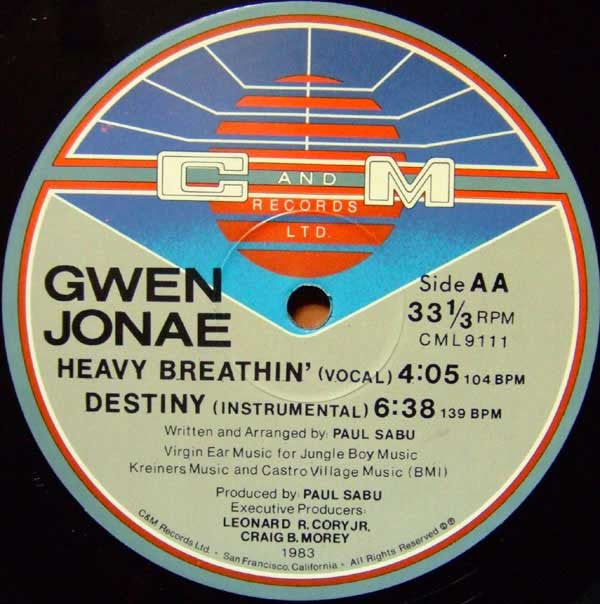 C AND M
RECORDS
LTD.
GWEN
JONAE
Side AA
33 1/3 RPM
CML9111
HEAVY BREATHIN' (VOCAL) 4:05 104 BPM
DESTINY (INSTRUMENTAL) 6:38 139 BPM
Written and Arranged by: PAUL SABU
Virgin Ear Music for Jungle Boy Music
Kreiners Music and Castro Village Music (BMI)
Produced by: PAUL SABU
Executive Producers:
LEONARD R. CORY JR.
CRAIG B. MOREY
1983
C&M Records Ltd. • San Francisco, California • All Rights Reserved ©℗